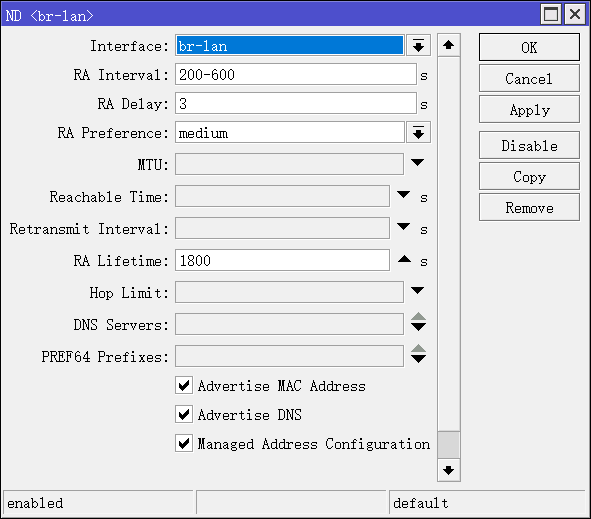 ND <br-lan>
Interface: br-lan
OK
RA Interval: 200-600 s
Cancel
RA Delay: 3 s
Apply
RA Preference: medium
Disable
MTU:
Copy
Reachable Time: s
Remove
Retransmit Interval: s
RA Lifetime: 1800 s
Hop Limit:
DNS Servers:
PREF64 Prefixes:
Advertise MAC Address
Advertise DNS
Managed Address Configuration
enabled
default